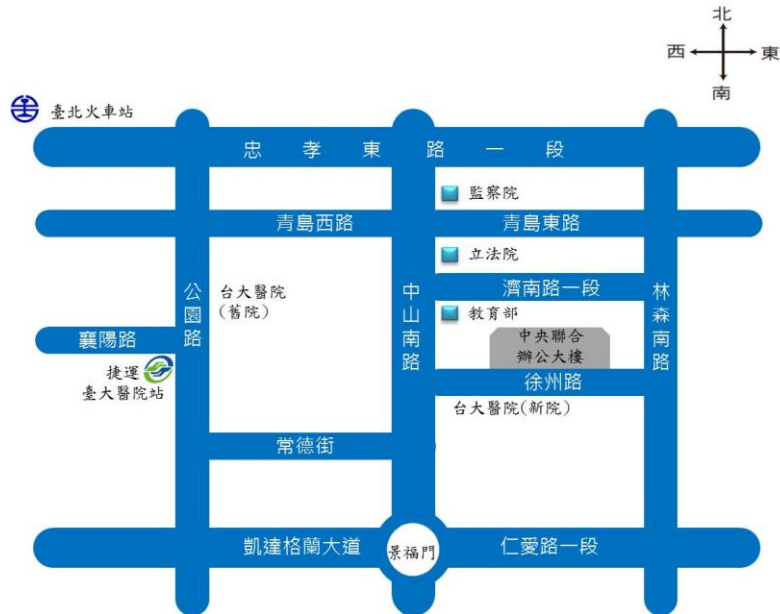 北
西
東
南
臺北火車站
忠孝東路一段
監察院
青島西路
青島東路
立法院
公園路
台大醫院
(舊院)
中山南路
濟南路一段
林森南路
教育部
襄陽路
中央聯合
辦公大樓
捷運
臺大醫院站
徐州路
台大醫院(新院)
常德街
凱達格蘭大道
景福門
仁愛路一段